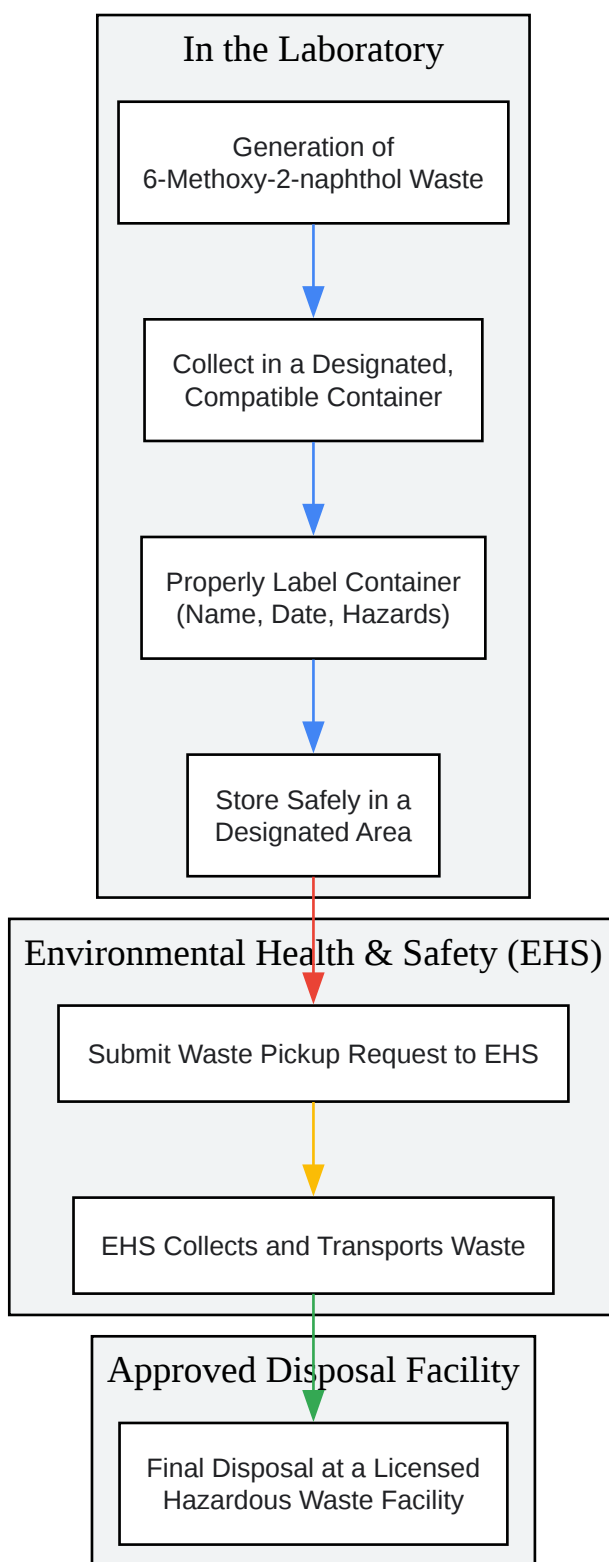 In the Laboratory
Generation of
6-Methoxy-2-naphthol Waste
Collect in a Designated,
Compatible Container
Properly Label Container
(Name, Date, Hazards)
Store Safely in a
Designated Area
Environmental Health & Safety (EHS)
Submit Waste Pickup Request to EHS
EHS Collects and Transports Waste
Approved Disposal Facility
Final Disposal at a Licensed
Hazardous Waste Facility